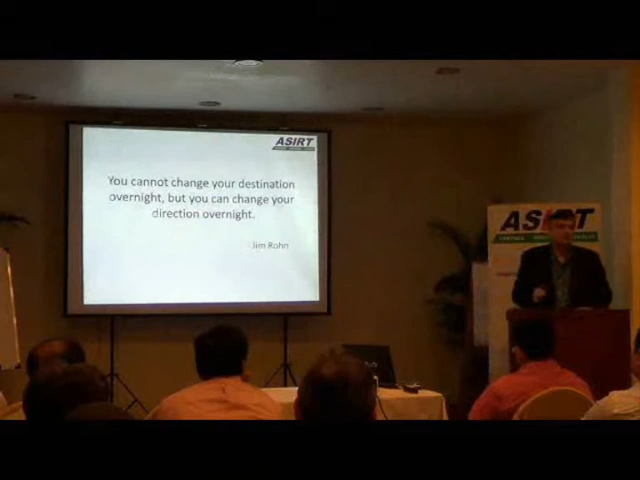 ASIRT
You cannot change your destination
overnight, but you can change your
direction overnight.
Jim Rohn
ASIRT